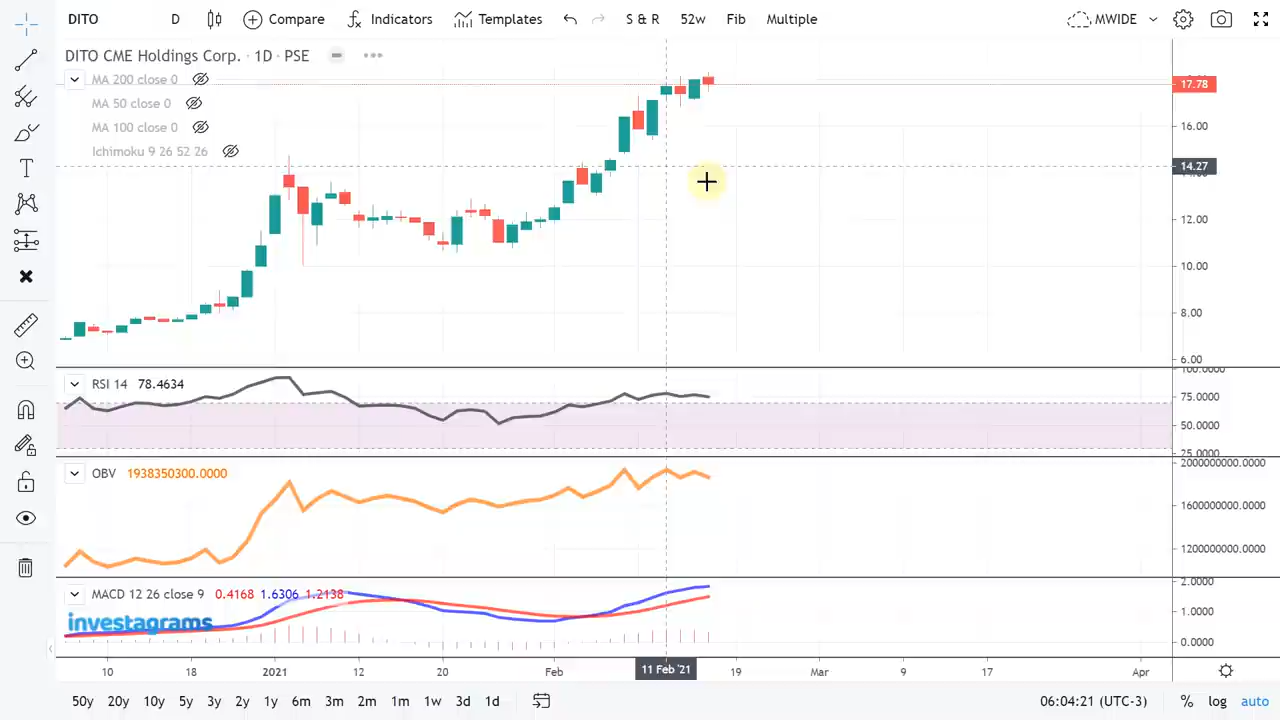 DITO D Compare Indicators Templates S & R 52w Fib Multiple MWIDE
DITO CME Holdings Corp. · 1D · PSE
MA 200 close 0
MA 50 close 0
MA 100 close 0
Ichimoku 9 26 52 26
17.78
16.00
14.27
12.00
10.00
8.00
6.00
RSI 14 78.4634
100.0000
75.0000
50.0000
25.0000
OBV 1938350300.0000
2000000000.0000
1600000000.0000
1200000000.0000
MACD 12 26 close 9 0.4168 1.6306 1.2138
2.0000
1.0000
0.0000
investagrams
10 18 2021 12 20 Feb 11 Feb '21 19 Mar 9 17 Apr
50y 20y 10y 5y 3y 2y 1y 6m 3m 2m 1m 1w 3d 1d 06:04:21 (UTC-3) % log auto